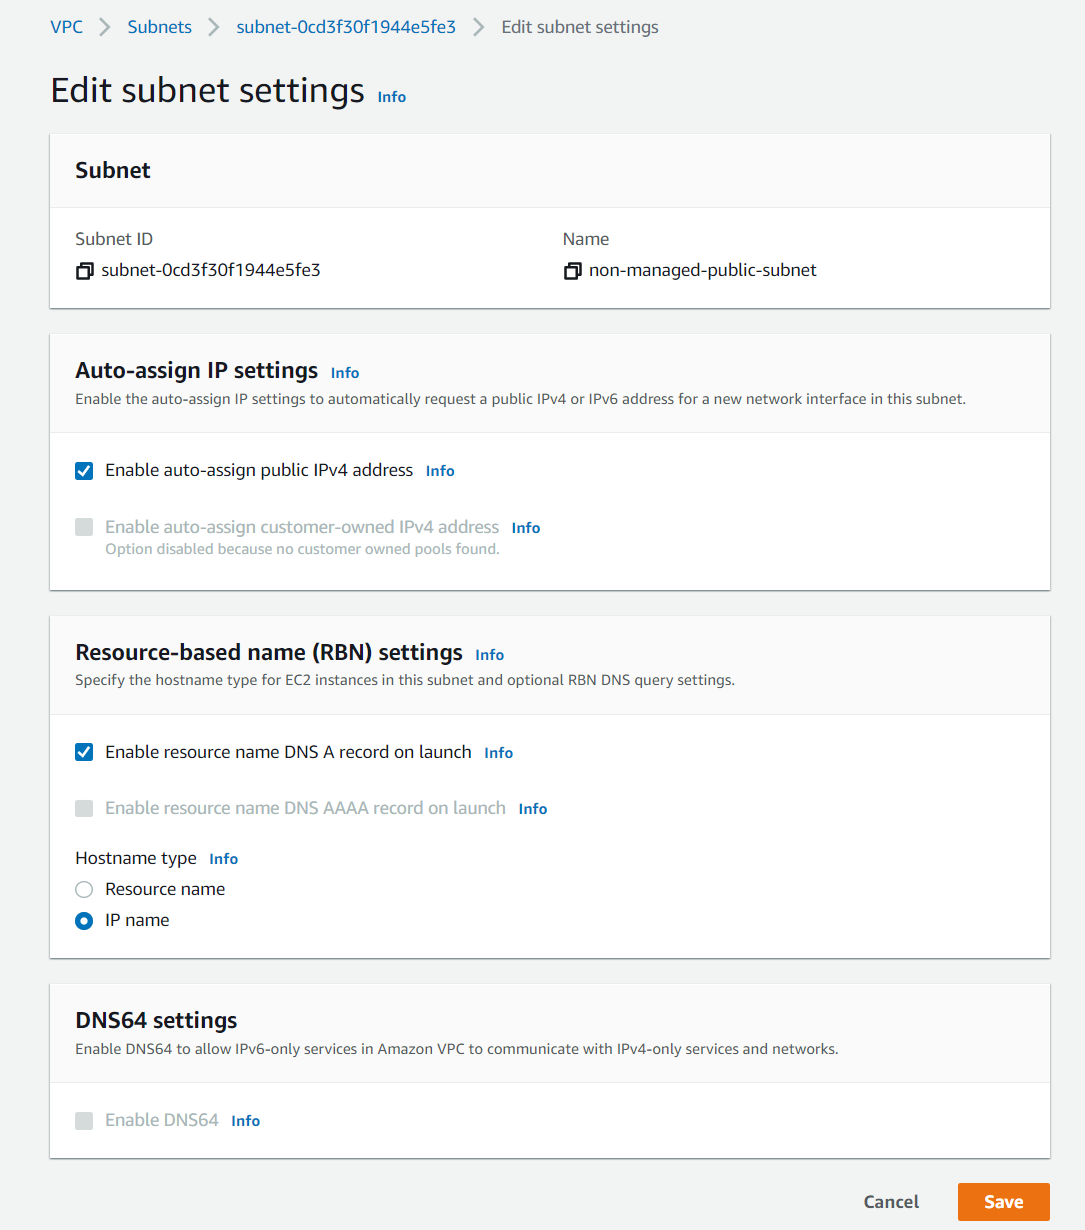 VPC > Subnets > subnet-0cd3f30f1944e5fe3 > Edit subnet settings
Edit subnet settings Info
Subnet
Subnet ID Name
subnet-0cd3f30f1944e5fe3 non-managed-public-subnet
Auto-assign IP settings Info
Enable the auto-assign IP settings to automatically request a public IPv4 or IPv6 address for a new network interface in this subnet.
Enable auto-assign public IPv4 address Info
Enable auto-assign customer-owned IPv4 address Info
Option disabled because no customer owned pools found.
Resource-based name (RBN) settings Info
Specify the hostname type for EC2 instances in this subnet and optional RBN DNS query settings.
Enable resource name DNS A record on launch Info
Enable resource name DNS AAAA record on launch Info
Hostname type Info
Resource name
IP name
DNS64 settings
Enable DNS64 to allow IPv6-only services in Amazon VPC to communicate with IPv4-only services and networks.
Enable DNS64 Info
Cancel Save